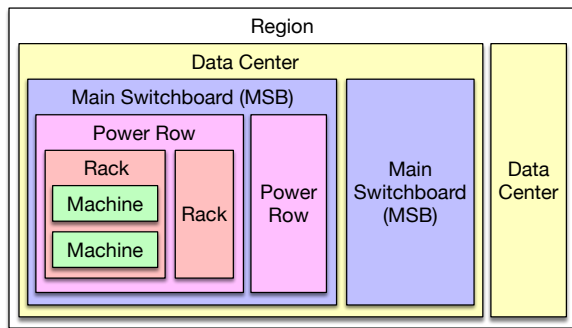 Region
Data Center
Main Switchboard (MSB)
Power Row
Rack
Machine
Machine
Rack
Power
Row
Main
Switchboard
(MSB)
Data
Center